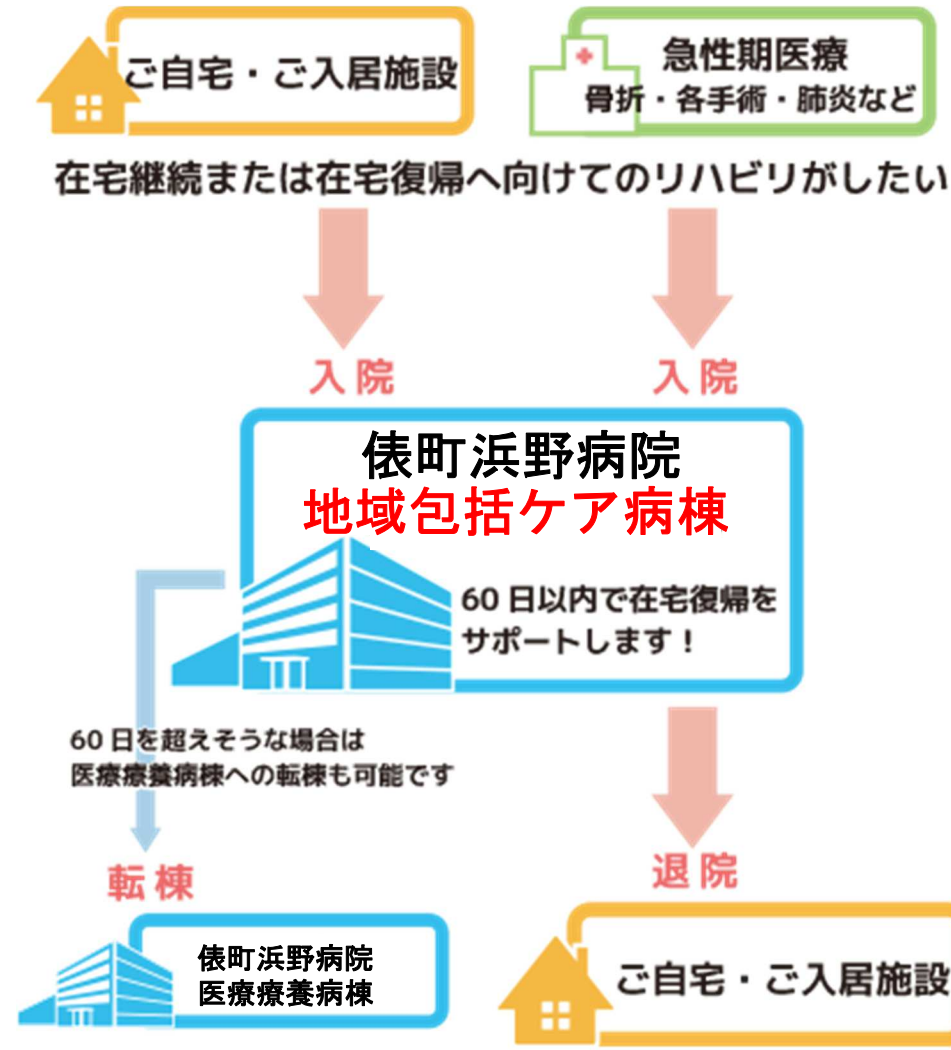 ご自宅・ご入居施設
急性期医療
骨折・各手術・肺炎など
在宅継続または在宅復帰へ向けてのリハビリがしたい
入院
入院
俵町浜野病院
地域包括ケア病棟
60日以内で在宅復帰を
サポートします！
60日を超えそうな場合は
医療療養病棟への転棟も可能です
転棟
退院
俵町浜野病院
医療療養病棟
ご自宅・ご入居施設